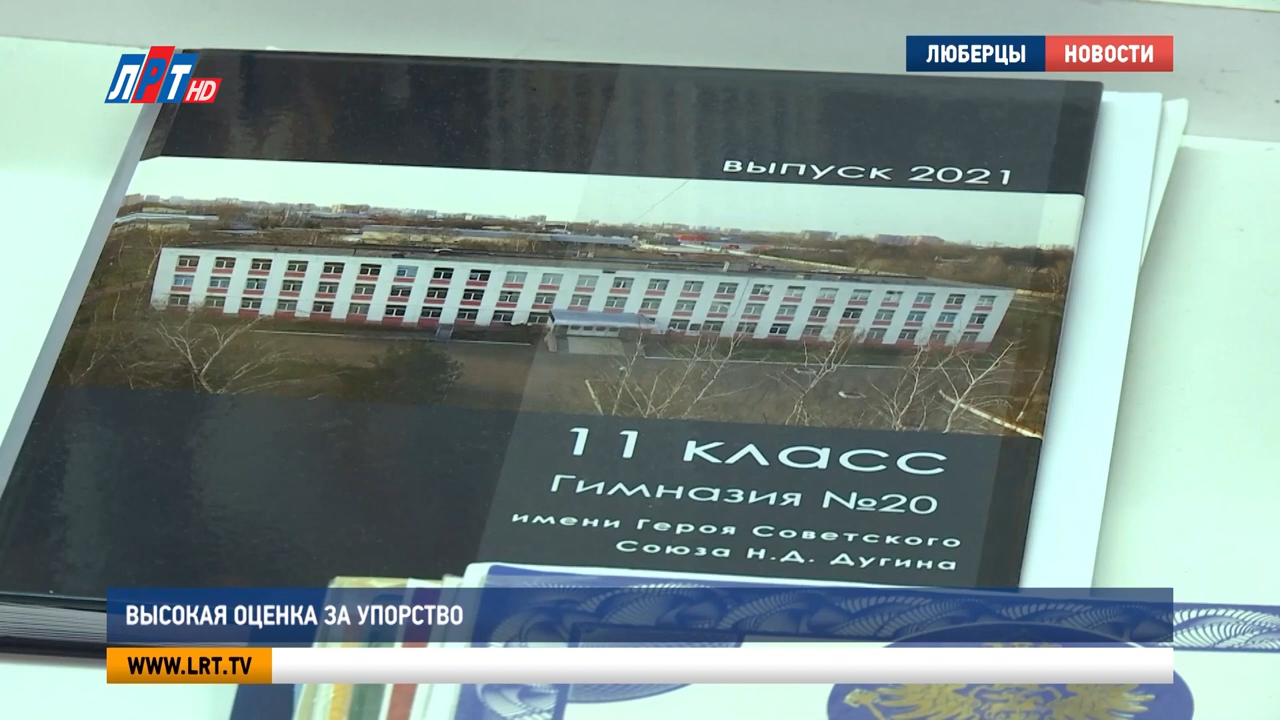 ЛРТ HD
ЛЮБЕРЦЫ НОВОСТИ
выпуск 2021
11 класс
Гимназия №20
имени Героя Советского
Союза Н.Д. Дугина
ВЫСОКАЯ ОЦЕНКА ЗА УПОРСТВО
WWW.LRT.TV